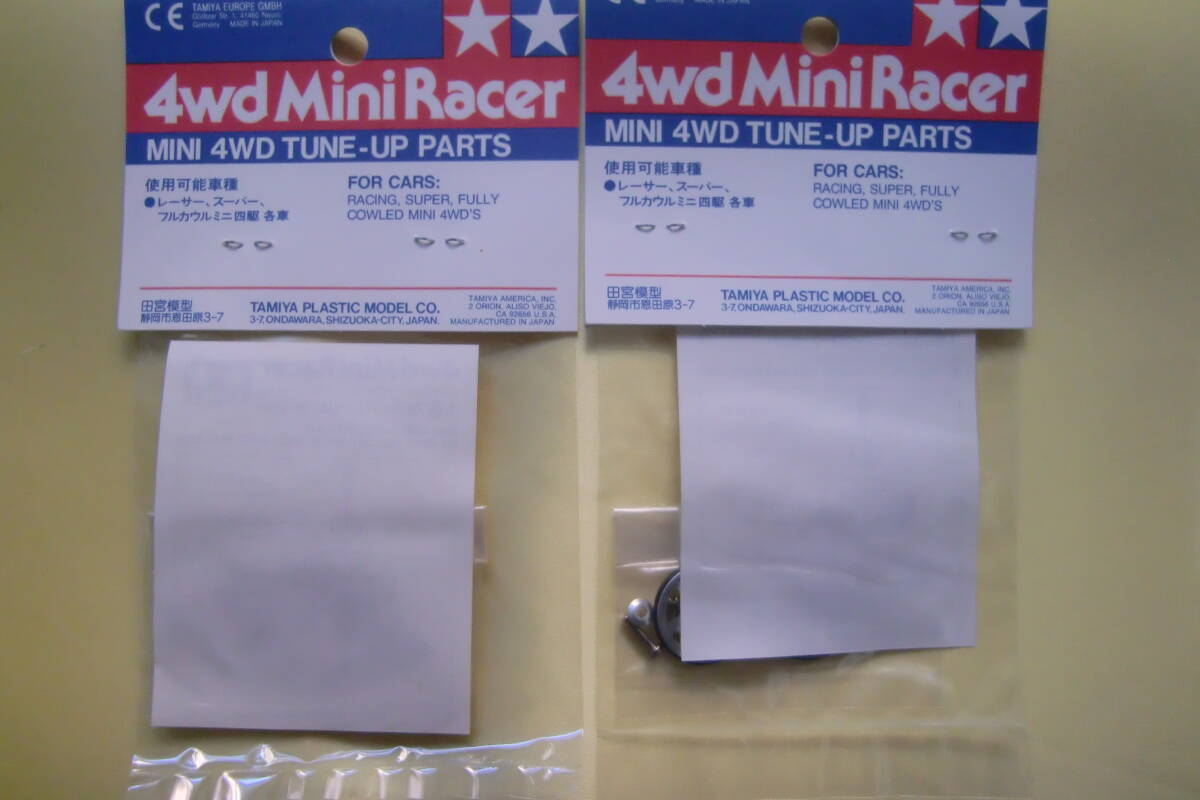 CE TAMIYA EUROPE GMBH
Germany MADE IN JAPAN
4wd Mini Racer
MINI 4WD TUNE-UP PARTS
使用可能車種
●レーサー、スーパー、
フルカウルミニ四駆 各車
FOR CARS:
RACING, SUPER, FULLY
COWLED MINI 4WD'S
田宮模型
静岡市恩田原3-7
TAMIYA PLASTIC MODEL CO.
3-7, ONDAWARA, SHIZUOKA-CITY, JAPAN.
TAMIYA AMERICA, INC.
2 ORION, ALISO VIEJO,
CA 92656 U.S.A.
MANUFACTURED IN JAPAN
4wd Mini Racer
MINI 4WD TUNE-UP PARTS
使用可能車種
●レーサー、スーパー、
フルカウルミニ四駆 各車
FOR CARS:
RACING, SUPER, FULLY
COWLED MINI 4WD'S
田宮模型
静岡市恩田原3-7
TAMIYA PLASTIC MODEL CO.
3-7, ONDAWARA, SHIZUOKA-CITY, JAPAN.
TAMIYA AMERICA, INC.
2 ORION, ALISO VIEJO,
CA 92656 U.S.A.
MANUFACTURED IN JAPAN